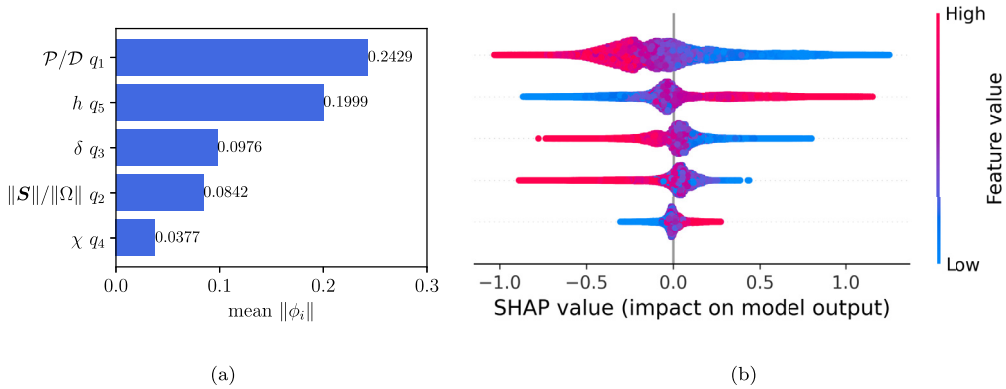 (a)
𝒫/𝒟 q₁
0.2429
h q₅
0.1999
δ q₃
0.0976
‖𝑺‖/‖Ω‖ q₂
0.0842
χ q₄
0.0377
0.0 0.1 0.2 0.3
mean ‖ϕᵢ‖
(a)
High
Feature value
Low
−1.0 −0.5 0.0 0.5 1.0
SHAP value (impact on model output)
(b)